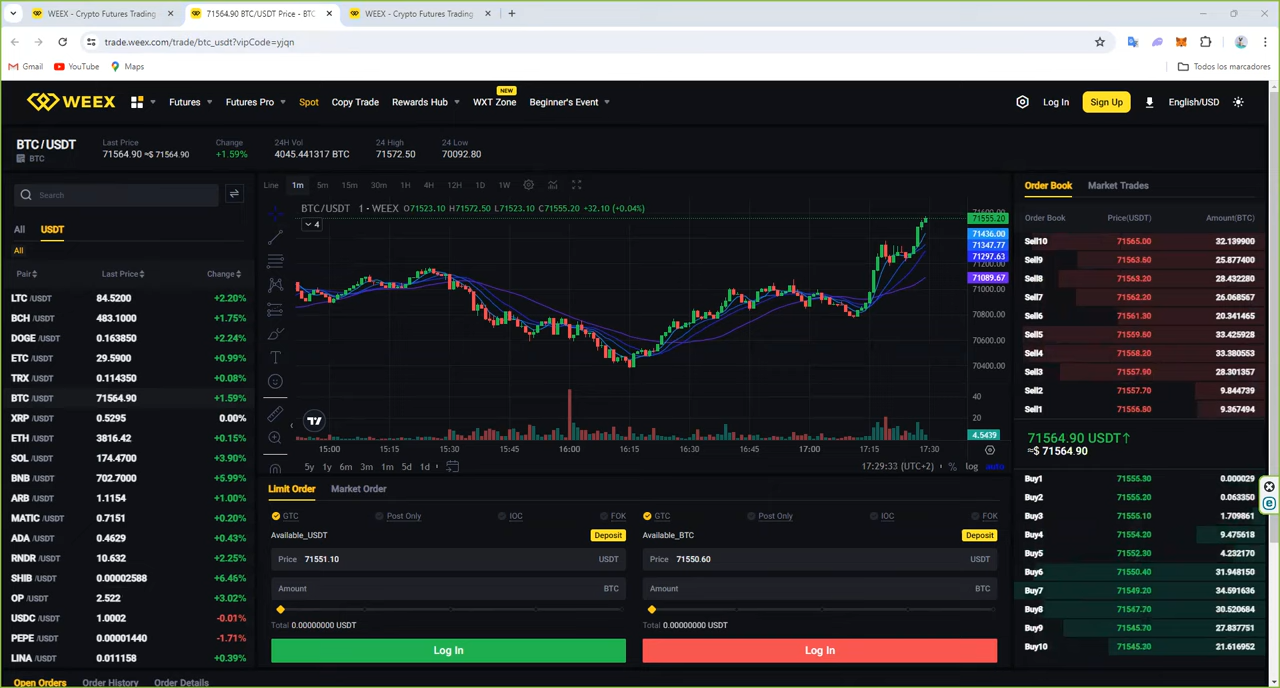 WEEX - Crypto Futures Trading
71564.90 BTC/USDT Price - BTC
WEEX - Crypto Futures Trading
trade.weex.com/trade/btc_usdt?vipCode=yjqn
Gmail YouTube Maps Todos los marcadores
WEEX Futures Futures Pro Spot Copy Trade Rewards Hub WXT Zone NEW Beginner's Event Log In Sign Up English/USD
BTC/USDT
BTC
Last Price
71564.90 ≈$ 71564.90
Change
+1.59%
24H Vol
4045.441317 BTC
24 High
71572.50
24 Low
70092.80
Search
All USDT
All
Pair Last Price Change
LTC /USDT 84.5200 +2.20%
BCH /USDT 483.1000 +1.75%
DOGE /USDT 0.163850 +2.24%
ETC /USDT 29.5900 +0.99%
TRX /USDT 0.114350 +0.08%
BTC /USDT 71564.90 +1.59%
XRP /USDT 0.5295 0.00%
ETH /USDT 3816.42 +0.15%
SOL /USDT 174.4700 +3.90%
BNB /USDT 702.7000 +5.99%
ARB /USDT 1.1154 +1.00%
MATIC /USDT 0.7151 +0.20%
ADA /USDT 0.4629 +0.43%
RNDR /USDT 10.632 +2.25%
SHIB /USDT 0.00002588 +6.46%
OP /USDT 2.522 +3.02%
USDC /USDT 1.0002 -0.01%
PEPE /USDT 0.00001440 -1.71%
LINA /USDT 0.011158 +0.39%
Line 1m 5m 15m 30m 1H 4H 12H 1D 1W
BTC/USDT · 1 · WEEX O71523.10 H71572.50 L71523.10 C71555.20 +32.10 (+0.04%)
4
71555.20
71436.00
71347.77
71297.63
71200.00
71089.67
71000.00
70800.00
70600.00
70400.00
40
20
4.5439
15:00 15:15 15:30 15:45 16:00 16:15 16:30 16:45 17:00 17:15 17:30
5y 1y 6m 3m 1m 5d 1d 17:29:33 (UTC+2) % log auto
Limit Order Market Order
GTC Post Only IOC FOK
Available_USDT Deposit
Price 71551.10 USDT
Amount BTC
Total 0.00000000 USDT
Log In
GTC Post Only IOC FOK
Available_BTC Deposit
Price 71550.60 USDT
Amount BTC
Total 0.00000000 USDT
Log In
Order Book Market Trades
Order Book Price(USDT) Amount(BTC)
Sell10 71565.00 32.139900
Sell9 71563.60 25.877400
Sell8 71563.20 28.432280
Sell7 71562.20 26.068567
Sell6 71561.30 20.341465
Sell5 71559.60 33.425928
Sell4 71558.20 33.380553
Sell3 71557.90 28.301357
Sell2 71557.70 9.844739
Sell1 71556.80 9.367494
71564.90 USDT↑
≈$ 71564.90
Buy1 71555.30 0.000029
Buy2 71555.20 0.063350
Buy3 71555.10 1.709861
Buy4 71554.20 9.475618
Buy5 71552.30 4.232170
Buy6 71550.40 31.948150
Buy7 71549.20 34.591636
Buy8 71547.70 30.520684
Buy9 71545.70 27.837751
Buy10 71545.30 21.616952
Open Orders Order History Order Details